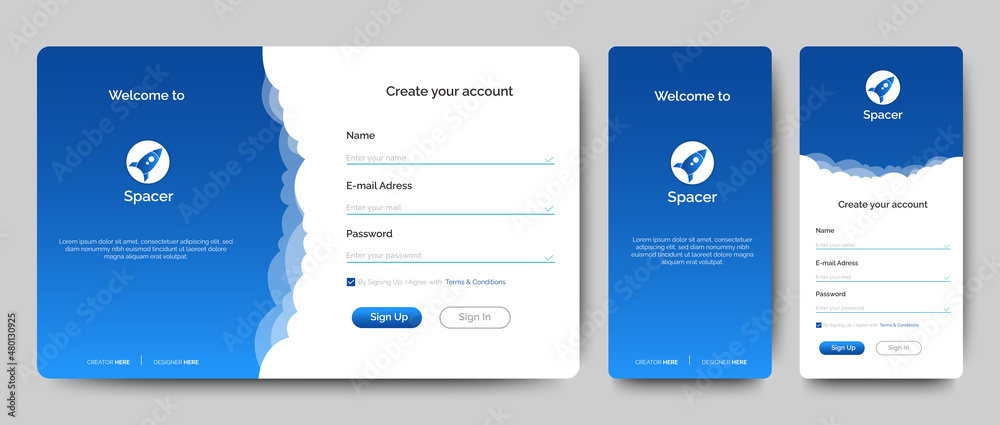 Welcome to
Spacer
Lorem ipsum dolor sit amet, consectetuer adipiscing elit, sed
diam nonummy nibh euismod tincidunt ut laoreet dolore
magna aliquam erat volutpat.
CREATOR HERE
DESIGNER HERE
Create your account
Name
Enter your name
E-mail Adress
Enter your mail
Password
Enter your password
By Signing Up, I Agree with Terms & Conditions
Sign Up
Sign In
Welcome to
Spacer
Lorem ipsum dolor sit amet, consectetuer adipiscing
elit, sed diam nonummy nibh euismod tincidunt ut
laoreet dolore magna aliquam erat
volutpat.
CREATOR HERE
DESIGNER HERE
Spacer
Create your account
Name
Enter your name
E-mail Adress
Enter your mail
Password
Enter your password
By Signing Up, I Agree with Terms & Conditions
Sign Up
Sign In
Adobe Stock | #480130925
Adobe Stock